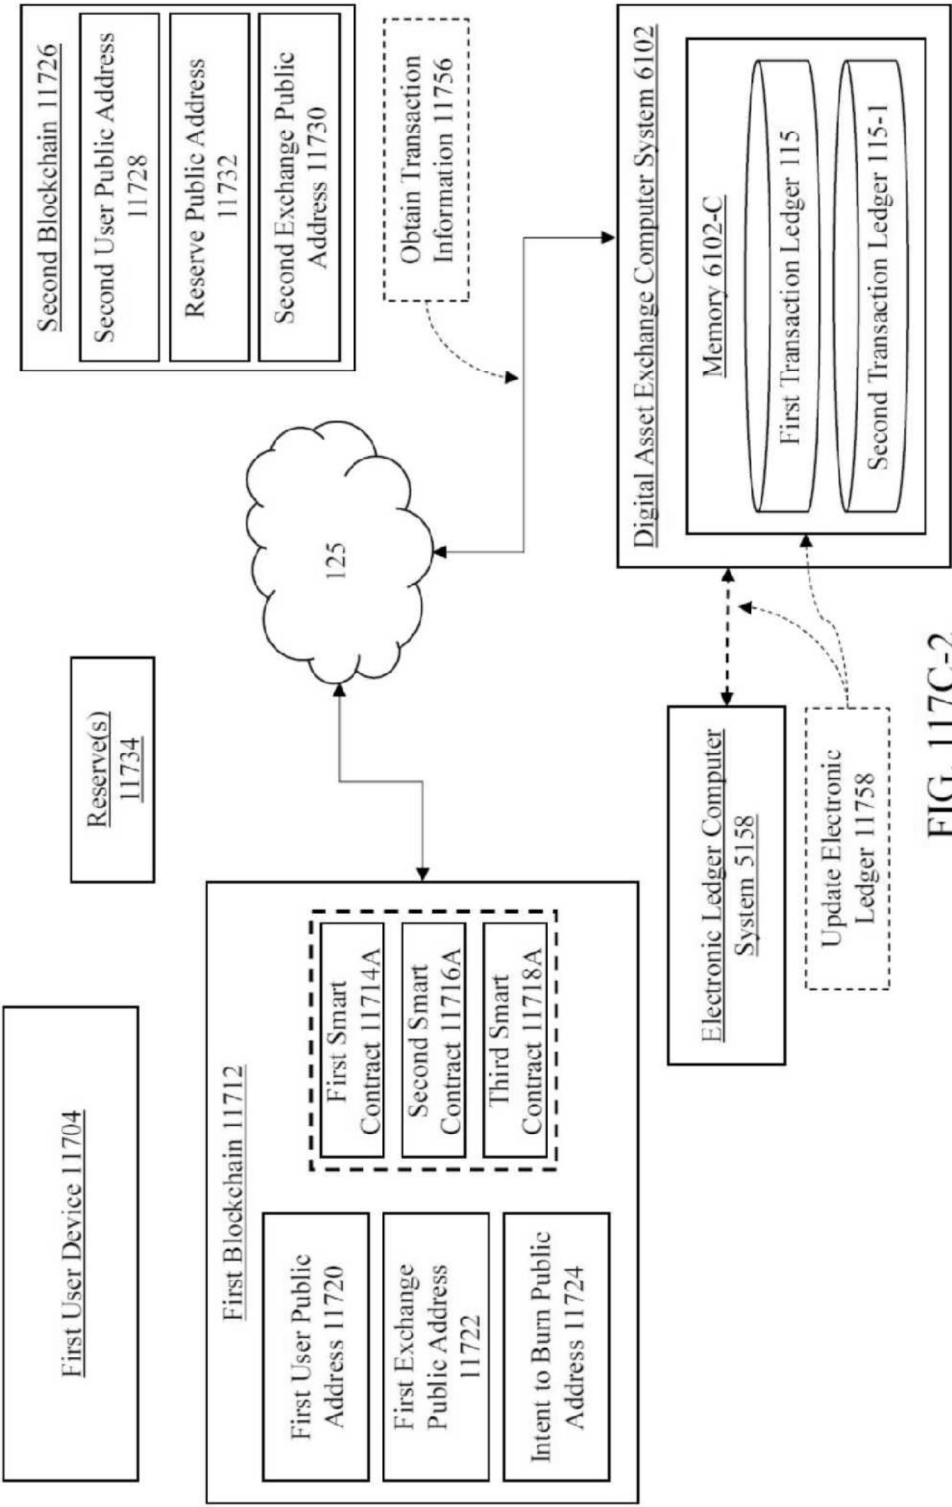 First User Device 11704
Reserve(s)
11734
Second Blockchain 11726
Second User Public Address
11728
Reserve Public Address
11732
Second Exchange Public
Address 11730
First Blockchain 11712
First User Public
Address 11720
First Exchange
Public Address
11722
Intent to Burn Public
Address 11724
First Smart
Contract 11714A
Second Smart
Contract 11716A
Third Smart
Contract 11718A
125
Obtain Transaction
Information 11756
Electronic Ledger Computer
System 5158
Update Electronic
Ledger 11758
Digital Asset Exchange Computer System 6102
Memory 6102-C
First Transaction Ledger 115
Second Transaction Ledger 115-1
FIG. 117C-2